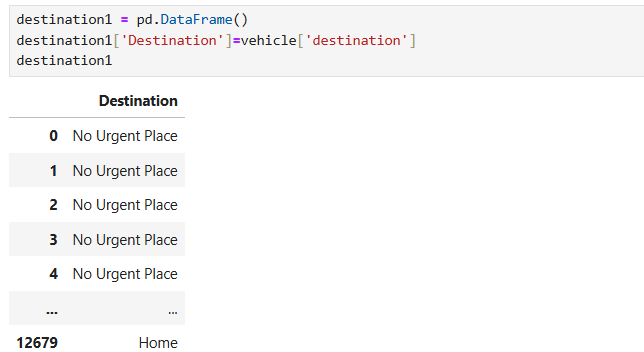 destination1 = pd.DataFrame()
destination1['Destination']=vehicle['destination']
destination1
Destination
0 No Urgent Place
1 No Urgent Place
2 No Urgent Place
3 No Urgent Place
4 No Urgent Place
... ...
12679 Home